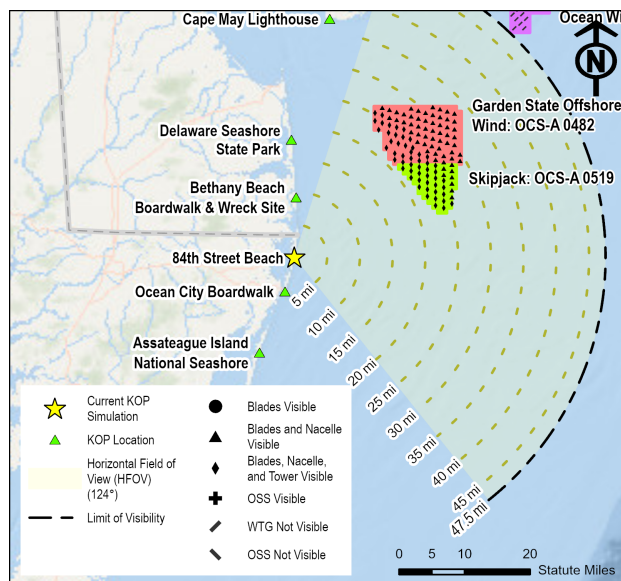 Cape May Lighthouse
Ocean Wi
N
Garden State Offshore
Wind: OCS-A 0482
Delaware Seashore
State Park
Skipjack: OCS-A 0519
Bethany Beach
Boardwalk & Wreck Site
84th Street Beach
Ocean City Boardwalk
Assateague Island
National Seashore
5 mi
10 mi
15 mi
20 mi
25 mi
30 mi
35 mi
40 mi
45 mi
47.5 mi
Current KOP
Simulation
KOP Location
Horizontal Field of
View (HFOV)
(124°)
Limit of Visibility
Blades Visible
Blades and Nacelle
Visible
Blades, Nacelle,
and Tower Visible
OSS Visible
WTG Not Visible
OSS Not Visible
0 5 10 20
Statute Miles